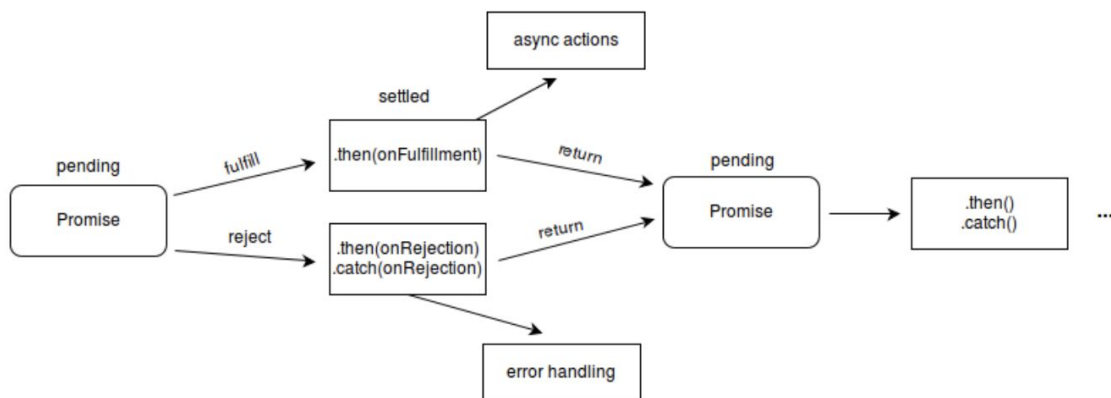 async actions
settled
.then(onFulfillment)
pending
fulfill
return
pending
Promise
Promise
.then()
.catch()
...
reject
.then(onRejection)
.catch(onRejection)
return
error handling